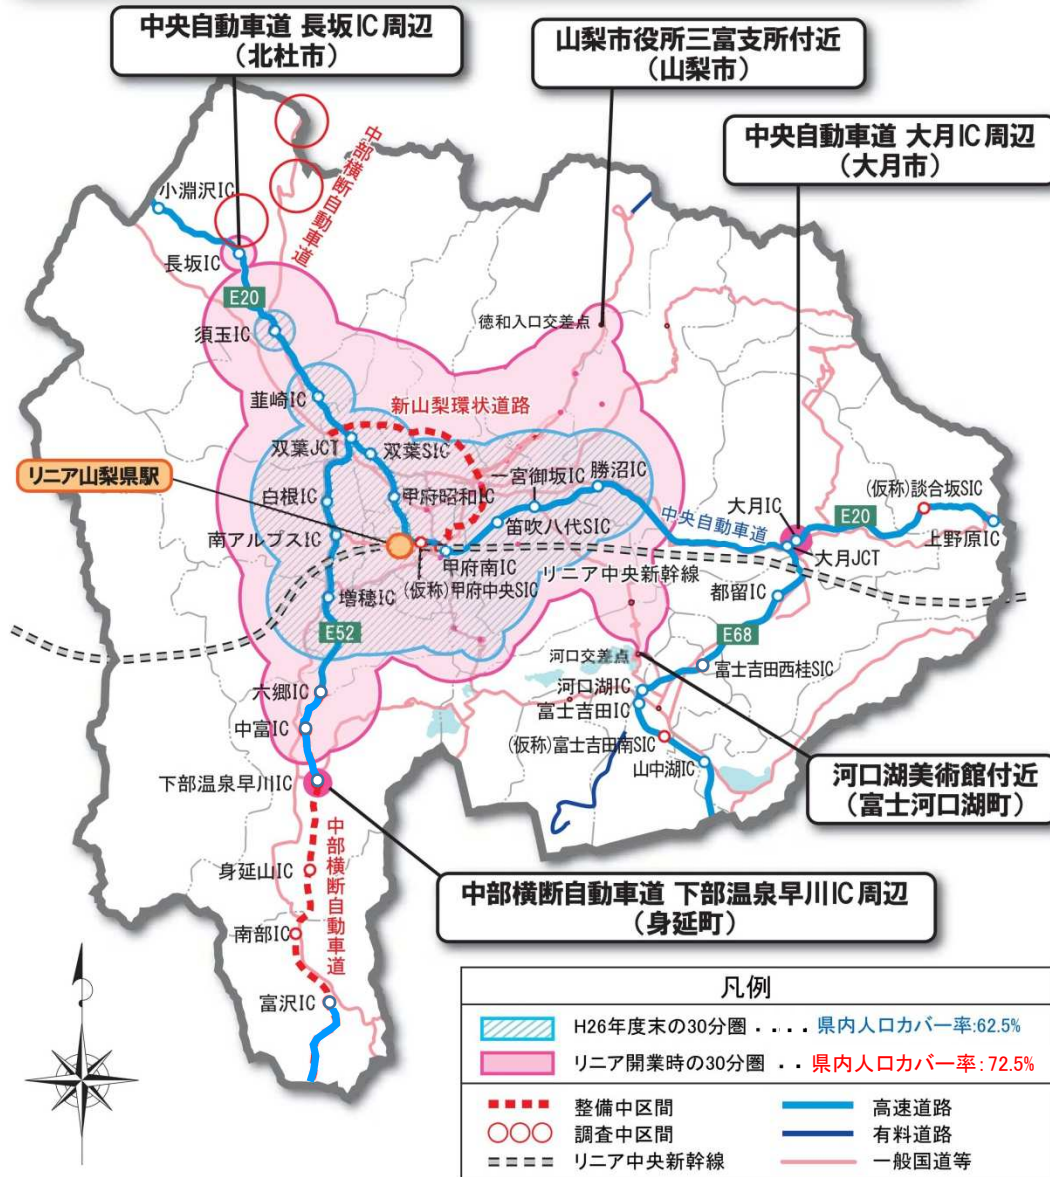 中央自動車道 長坂IC周辺
(北杜市)
山梨市役所三富支所付近
(山梨市)
中央自動車道 大月IC周辺
(大月市)
中部横断自動車道
小淵沢IC
長坂IC
E20
須玉IC
徳和入口交差点
韮崎IC
新山梨環状道路
双葉JCT
双葉SIC
リニア山梨県駅
一宮御坂IC
勝沼IC
白根IC
甲府昭和IC
(仮称)談合坂SIC
大月IC
E20
笛吹八代SIC
中央自動車道
上野原IC
南アルプスIC
甲府南IC
リニア中央新幹線
大月JCT
(仮称)甲府中央SIC
増穂IC
都留IC
E52
E68
河口交差点
富士吉田西桂SIC
六郷IC
河口湖IC
富士吉田IC
中富IC
(仮称)富士吉田南SIC
山中湖IC
下部温泉早川IC
河口湖美術館付近
(富士河口湖町)
中部横断自動車道
身延山IC
中部横断自動車道 下部温泉早川IC周辺
(身延町)
南部IC
富沢IC
凡例
H26年度末の30分圏 ‥‥ 県内人口カバー率:62.5%
リニア開業時の30分圏 ‥ 県内人口カバー率:72.5%
整備中区間 高速道路
調査中区間 有料道路
リニア中央新幹線 一般国道等